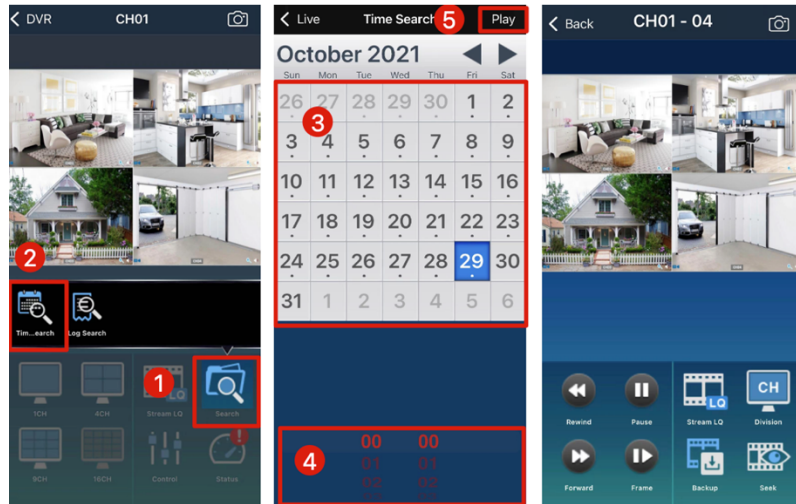 DVR
CH01
2
Tim...earch
Log Search
1
1CH
4CH
Stream LQ
Search
9CH
16CH
Control
Status
Live
Time Search
5
Play
October 2021
Sun Mon Tue Wed Thu Fri Sat
26 27 28 29 30 1 2
3
3 4 5 6 7 8 9
10 11 12 13 14 15 16
17 18 19 20 21 22 23
24 25 26 27 28 29 30
31 1 2 3 4 5 6
4
00 00
01 01
02 02
Back
CH01 - 04
LQ
CH
Rewind
Pause
Stream LQ
Division
Forward
Frame
Backup
Seek